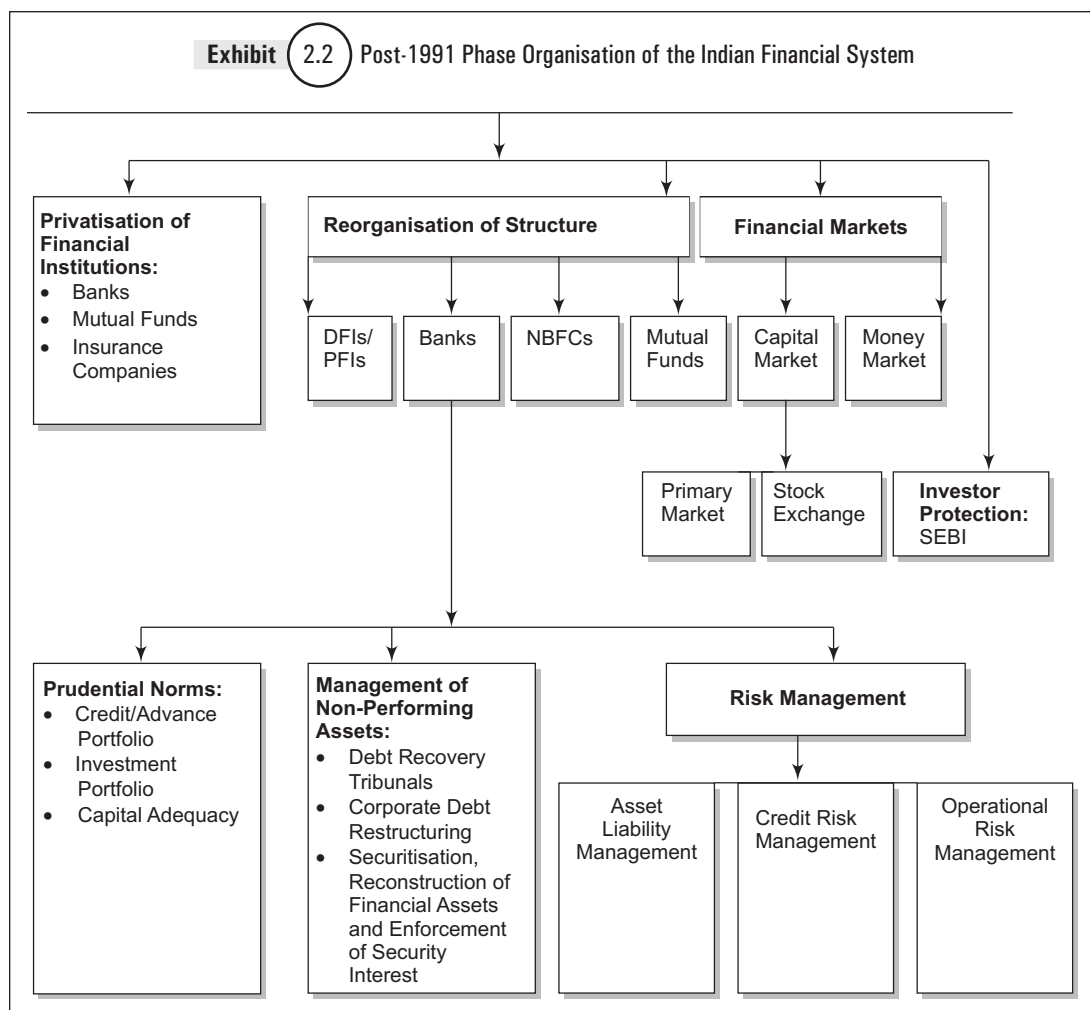 Exhibit 2.2 Post-1991 Phase Organisation of the Indian Financial System
Privatisation of
Financial
Institutions:
• Banks
• Mutual Funds
• Insurance
Companies
Reorganisation of Structure
Financial Markets
DFIs/
PFIs
Banks
NBFCs
Mutual
Funds
Capital
Market
Money
Market
Primary
Market
Stock
Exchange
Investor
Protection:
SEBI
Prudential Norms:
• Credit/Advance
Portfolio
• Investment
Portfolio
• Capital Adequacy
Management of
Non-Performing
Assets:
• Debt Recovery
Tribunals
• Corporate Debt
Restructuring
• Securitisation,
Reconstruction of
Financial Assets
and Enforcement
of Security
Interest
Risk Management
Asset
Liability
Management
Credit Risk
Management
Operational
Risk
Management